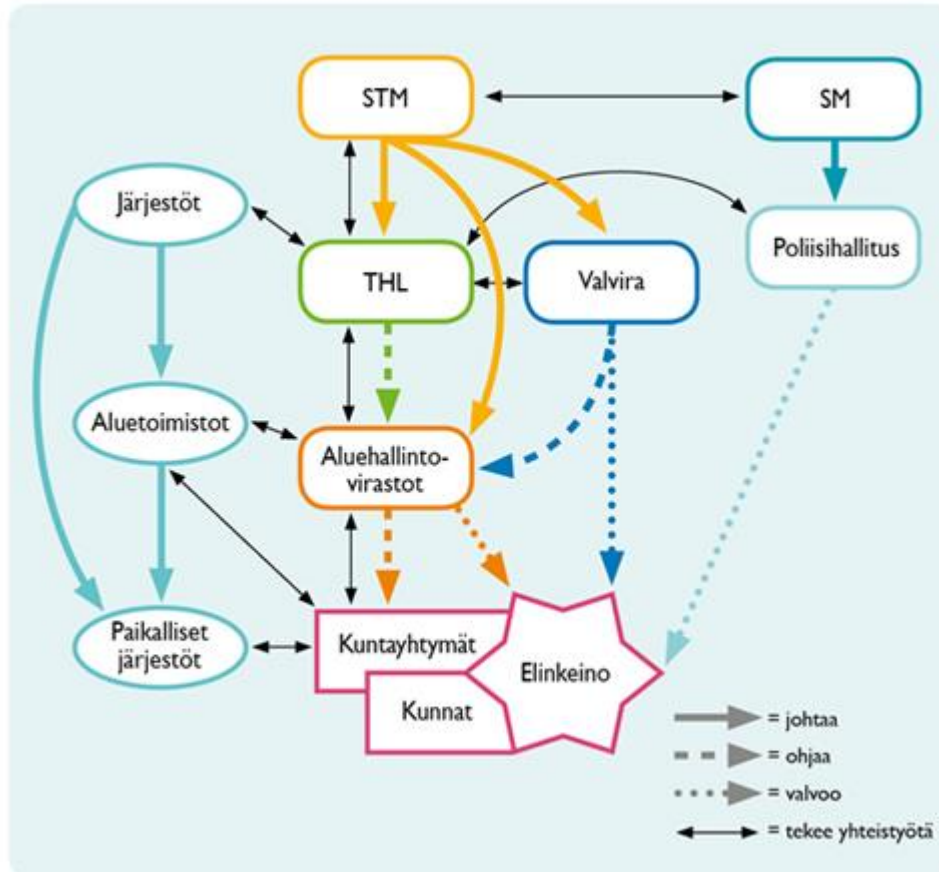 STM
SM
Järjestöt
THL
Valvira
Poliisihallitus
Aluetoimistot
Aluehallinto-
virastot
Paikalliset
järjestöt
Kuntayhtymät
Kunnat
Elinkeino
= johtaa
= ohjaa
= valvoo
= tekee yhteistyötä